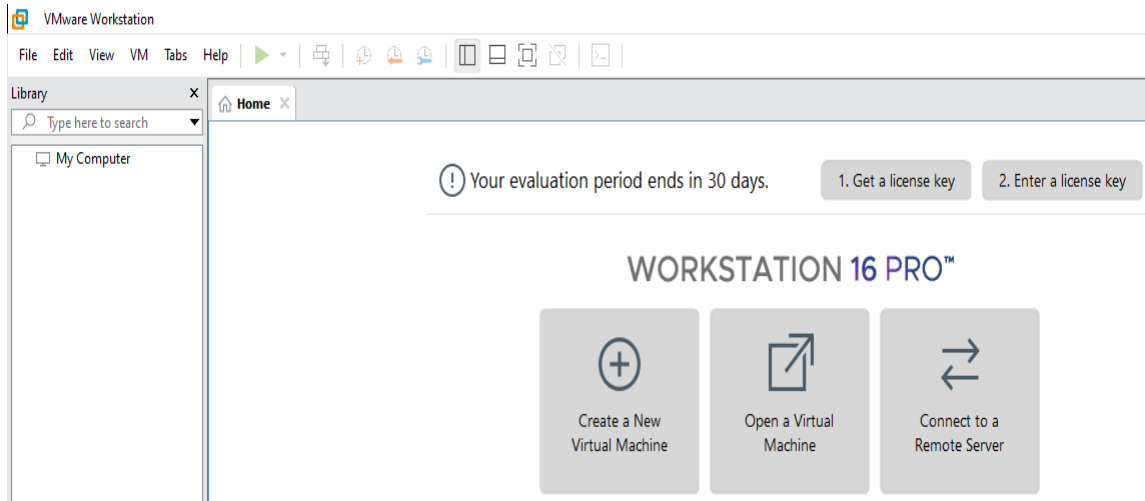 VMware Workstation
File Edit View VM Tabs Help
Library x
Home
Type here to search
My Computer
Your evaluation period ends in 30 days. 1. Get a license key 2. Enter a license key
WORKSTATION 16 PRO™
Create a New
Virtual Machine
Open a Virtual
Machine
Connect to a
Remote Server